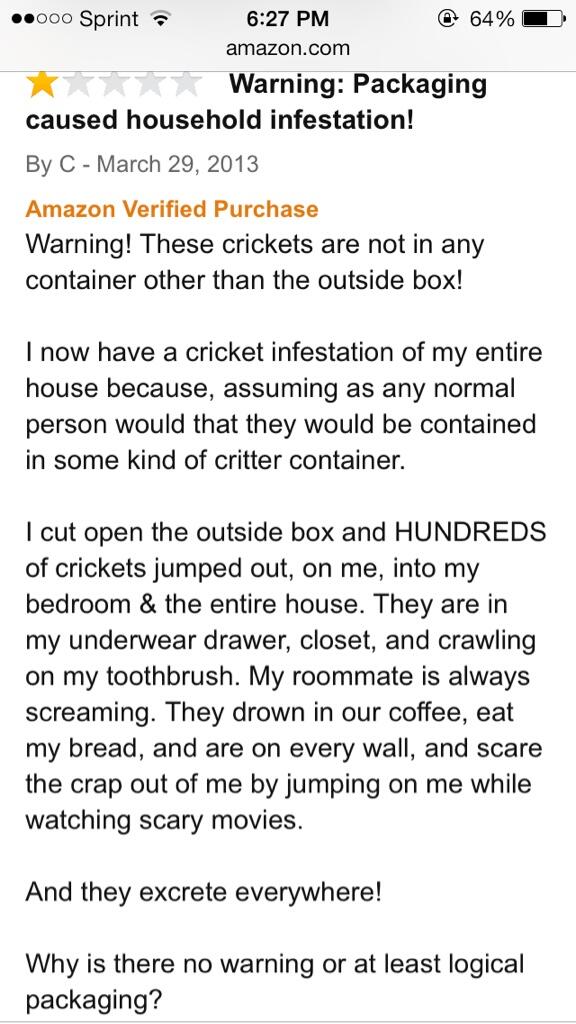 Sprint 6:27 PM 64%
amazon.com
Warning: Packaging
caused household infestation!
By C - March 29, 2013
Amazon Verified Purchase
Warning! These crickets are not in any
container other than the outside box!
I now have a cricket infestation of my entire
house because, assuming as any normal
person would that they would be contained
in some kind of critter container.
I cut open the outside box and HUNDREDS
of crickets jumped out, on me, into my
bedroom & the entire house. They are in
my underwear drawer, closet, and crawling
on my toothbrush. My roommate is always
screaming. They drown in our coffee, eat
my bread, and are on every wall, and scare
the crap out of me by jumping on me while
watching scary movies.
And they excrete everywhere!
Why is there no warning or at least logical
packaging?